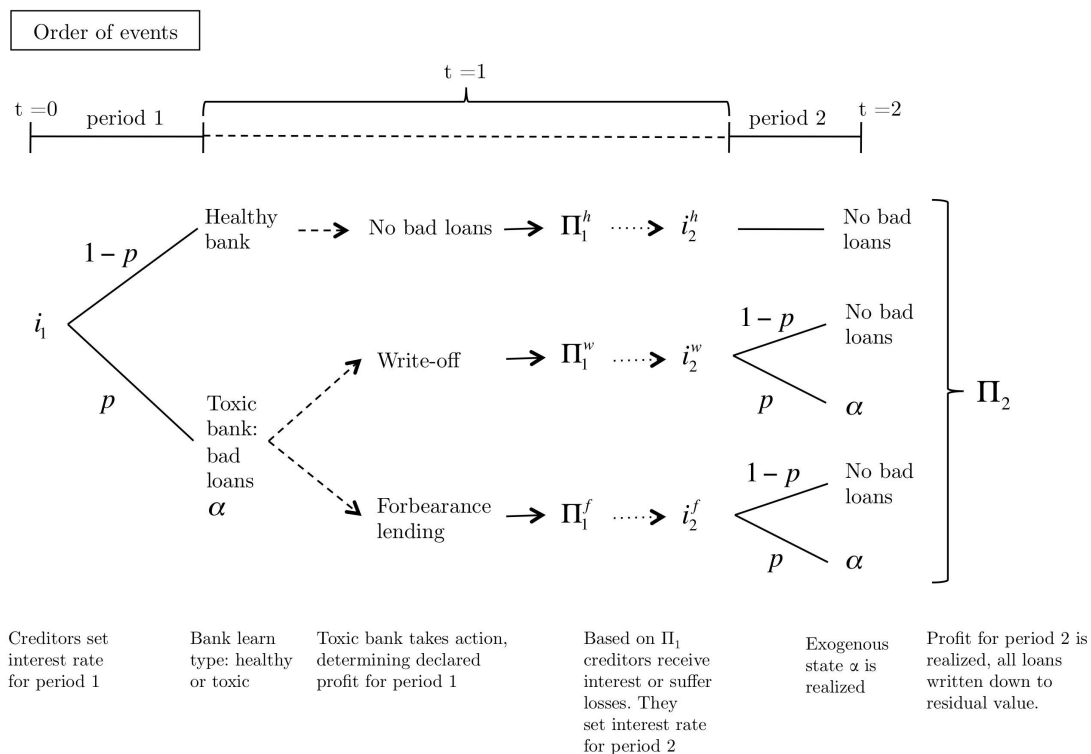 Order of events
t =1
t =0
period 1
period 2
t =2
Healthy
bank
No bad loans
Π₁ʰ
i₂ʰ
No bad
loans
1 − p
i₁
p
Toxic
bank:
bad
loans
α
Write-off
Π₁ʷ
i₂ʷ
1 − p
No bad
loans
p
α
Π₂
Forbearance
lending
Π₁ᶠ
i₂ᶠ
1 − p
No bad
loans
p
α
Creditors set
interest rate
for period 1
Bank learn
type: healthy
or toxic
Toxic bank takes action,
determining declared
profit for period 1
Based on Π₁
creditors receive
interest or suffer
losses. They
set interest rate
for period 2
Exogenous
state α is
realized
Profit for period 2 is
realized, all loans
written down to
residual value.